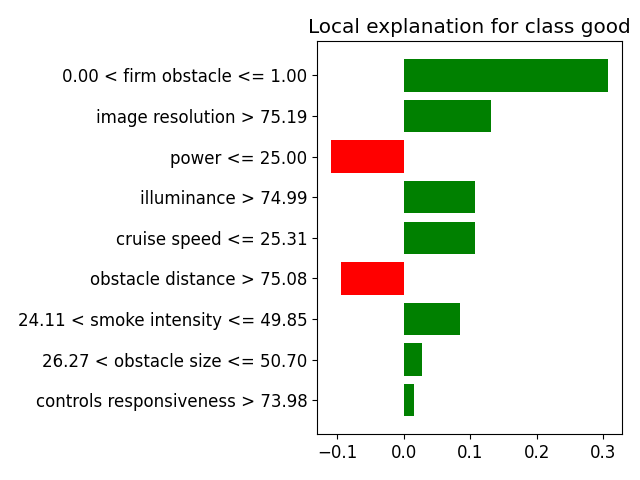 Local explanation for class good
0.00 < firm obstacle <= 1.00
image resolution > 75.19
power <= 25.00
illuminance > 74.99
cruise speed <= 25.31
obstacle distance > 75.08
24.11 < smoke intensity <= 49.85
26.27 < obstacle size <= 50.70
controls responsiveness > 73.98
−0.1 0.0 0.1 0.2 0.3